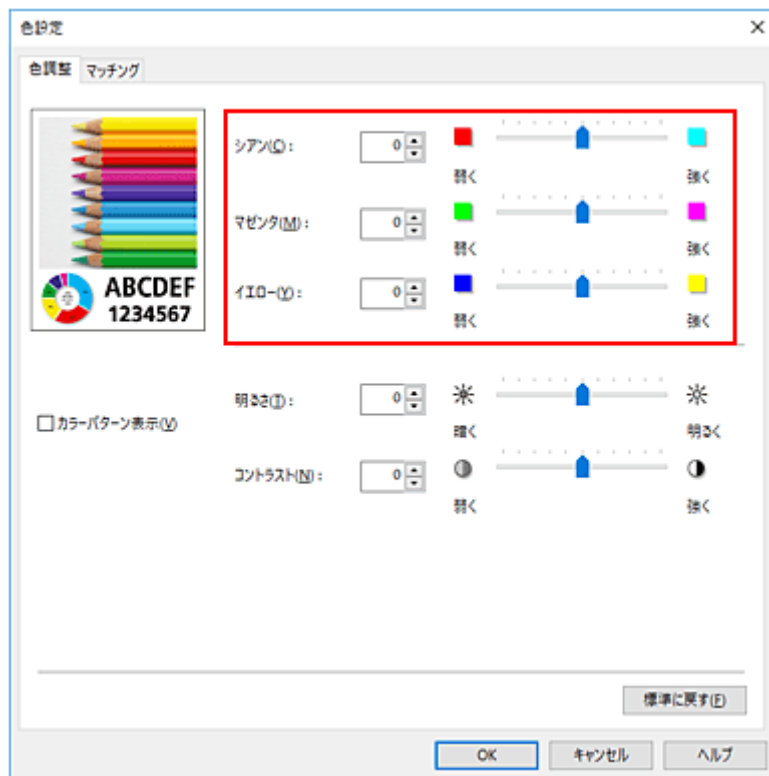 色設定
色調整 マッチング
シアン(C): 0
弱く 強く
マゼンタ(M): 0
弱く 強く
イエロー(Y): 0
弱く 強く
ABCDEF
1234567
カラーパターン表示(V)
明るさ(I): 0
暗く 明るく
コントラスト(N): 0
弱く 強く
標準に戻す(F)
OK キャンセル ヘルプ